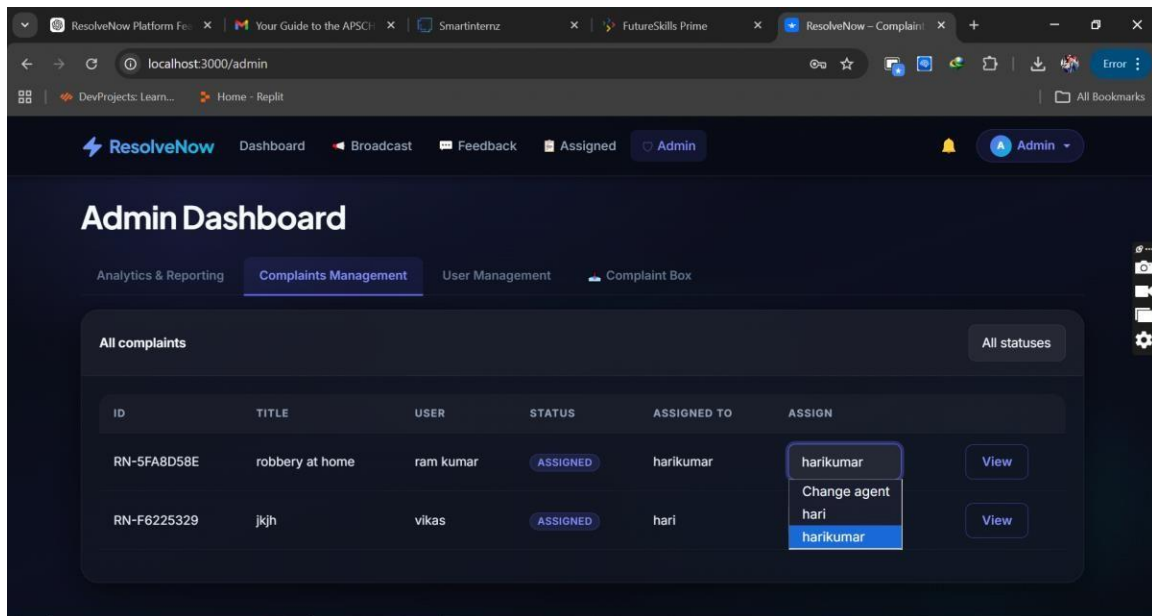 ResolveNow Platform Fe
Your Guide to the APSCH
Smartinternz
FutureSkills Prime
ResolveNow – Complaint
localhost:3000/admin
Error
DevProjects: Learn...
Home - Replit
All Bookmarks
ResolveNow Dashboard Broadcast Feedback Assigned Admin A Admin
Admin Dashboard
Analytics & Reporting Complaints Management User Management Complaint Box
All complaints All statuses
ID TITLE USER STATUS ASSIGNED TO ASSIGN
RN-5FA8D58E robbery at home ram kumar ASSIGNED harikumar harikumar View
Change agent
hari
RN-F6225329 jkjh vikas ASSIGNED hari View
harikumar